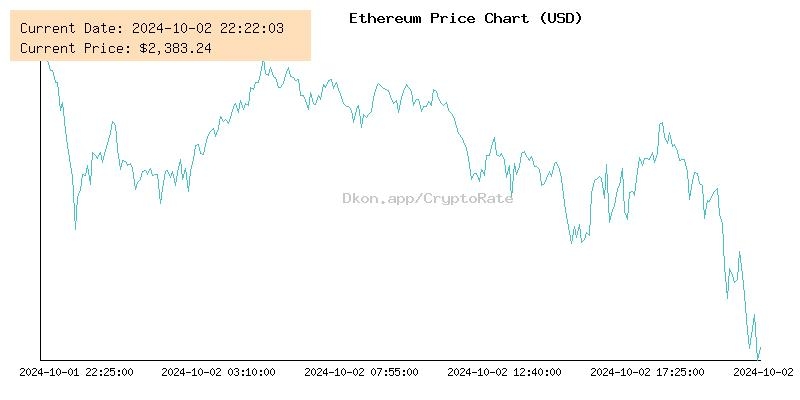 Ethereum Price Chart (USD)
Current Date: 2024-10-02 22:22:03
Current Price: $2,383.24
Dkon.app/CryptoRate
2024-10-01 22:25:00
2024-10-02 03:10:00
2024-10-02 07:55:00
2024-10-02 12:40:00
2024-10-02 17:25:00
2024-10-02